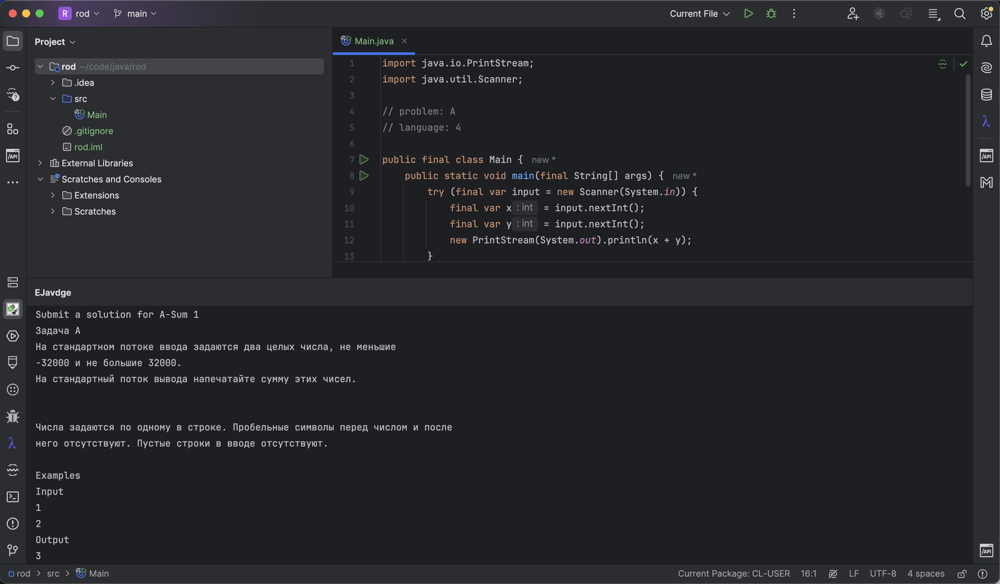 R rod main Current File
Project
rod ~/code/java/rod
.idea
src
Main
.gitignore
rod.iml
External Libraries
Scratches and Consoles
Extensions
Scratches
Main.java
1 import java.io.PrintStream;
2 import java.util.Scanner;
3
4 // problem: A
5 // language: 4
6
7 public final class Main { new *
8 public static void main(final String[] args) { new *
9 try (final var input = new Scanner(System.in)) {
10 final var x : int = input.nextInt();
11 final var y : int = input.nextInt();
12 new PrintStream(System.out).println(x + y);
13 }
EJavdge
Submit a solution for A-Sum 1
Задача A
На стандартном потоке ввода задаются два целых числа, не меньшие
-32000 и не большие 32000.
На стандартный поток вывода напечатайте сумму этих чисел.
Числа задаются по одному в строке. Пробельные символы перед числом и после
него отсутствуют. Пустые строки в вводе отсутствуют.
Examples
Input
1
2
Output
3
/API
/API
/API
rod src Main Current Package: CL-USER 16:1 LF UTF-8 4 spaces